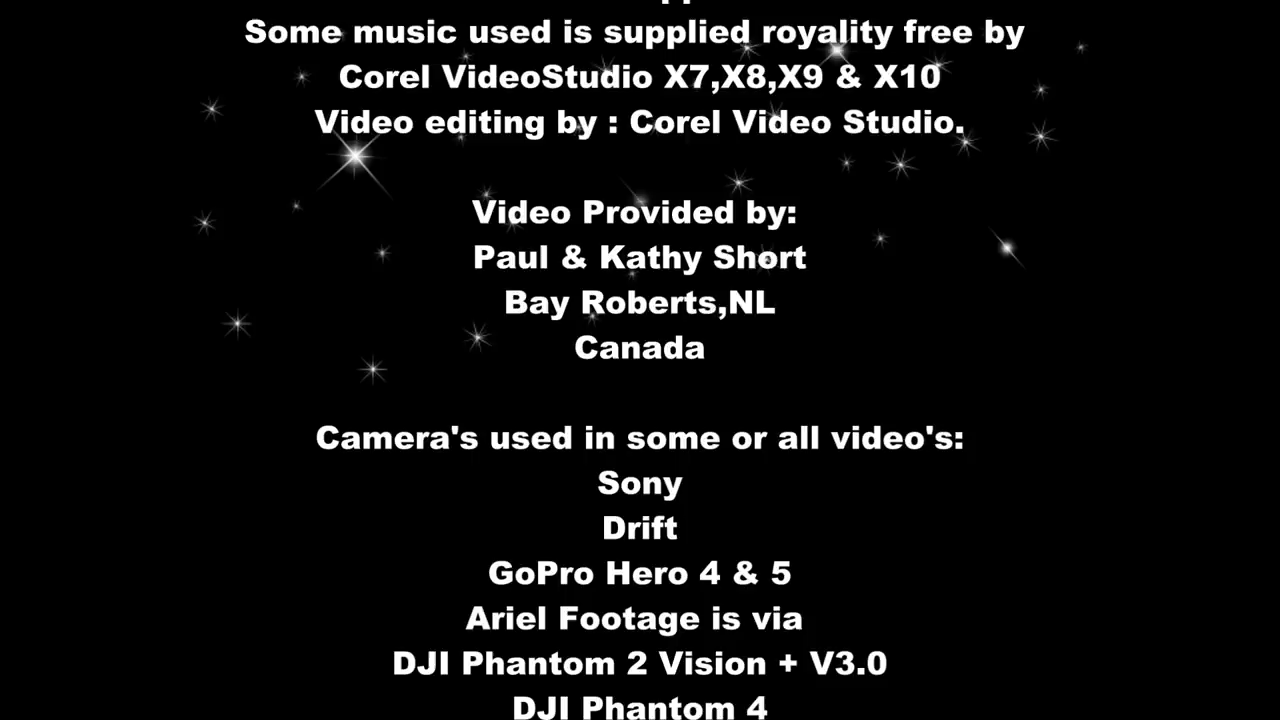 Some music used is supplied royality free by
Corel VideoStudio X7,X8,X9 & X10
Video editing by : Corel Video Studio.
Video Provided by:
Paul & Kathy Short
Bay Roberts,NL
Canada
Camera's used in some or all video's:
Sony
Drift
GoPro Hero 4 & 5
Ariel Footage is via
DJI Phantom 2 Vision + V3.0
DJI Phantom 4